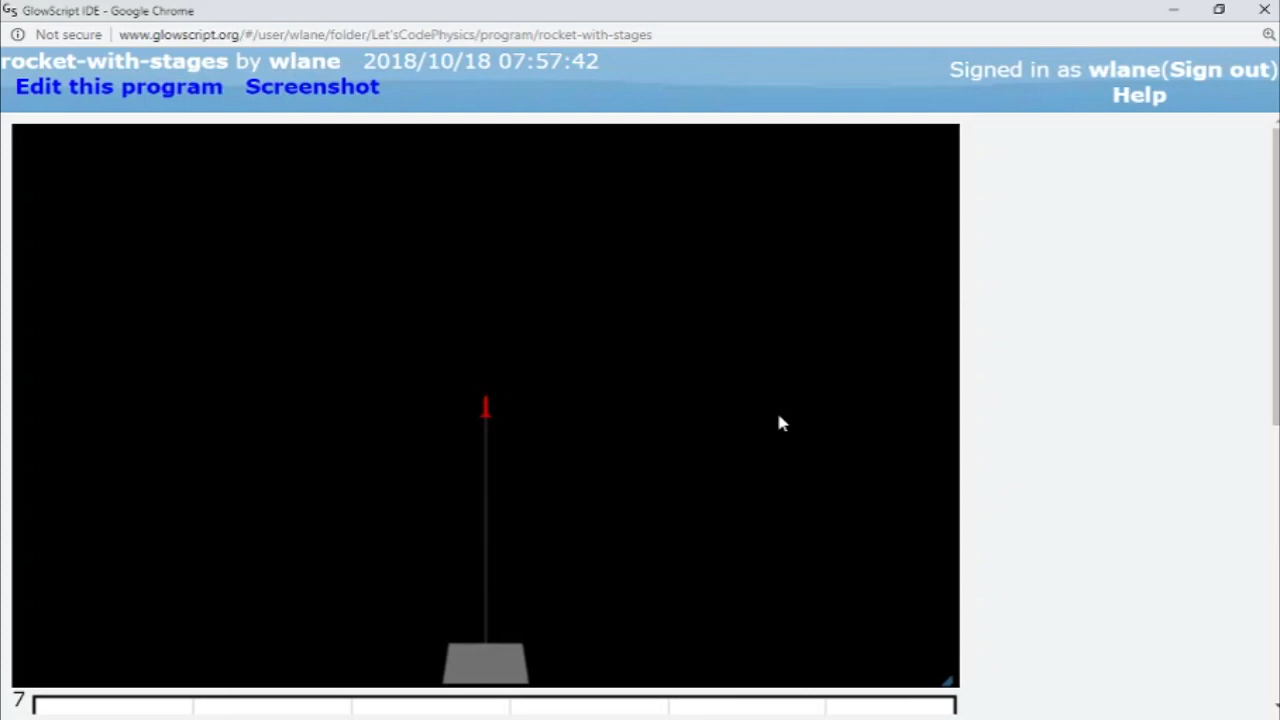 GlowScript IDE - Google Chrome
Not secure www.glowscript.org/#/user/wlane/folder/Let'sCodePhysics/program/rocket-with-stages
rocket-with-stages by wlane 2018/10/18 07:57:42
Signed in as wlane(Sign out)
Edit this program Screenshot
Help
7